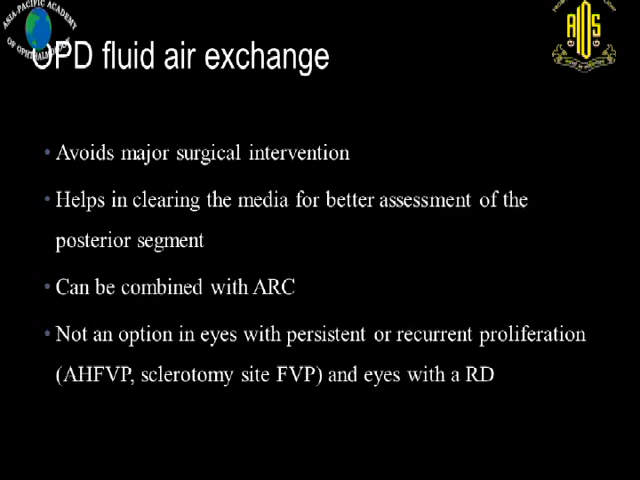 ASIA-PACIFIC ACADEMY
OF OPHTHALMOLOGY
AIOS
OPD fluid air exchange
• Avoids major surgical intervention
• Helps in clearing the media for better assessment of the
posterior segment
• Can be combined with ARC
• Not an option in eyes with persistent or recurrent proliferation
(AHFVP, sclerotomy site FVP) and eyes with a RD